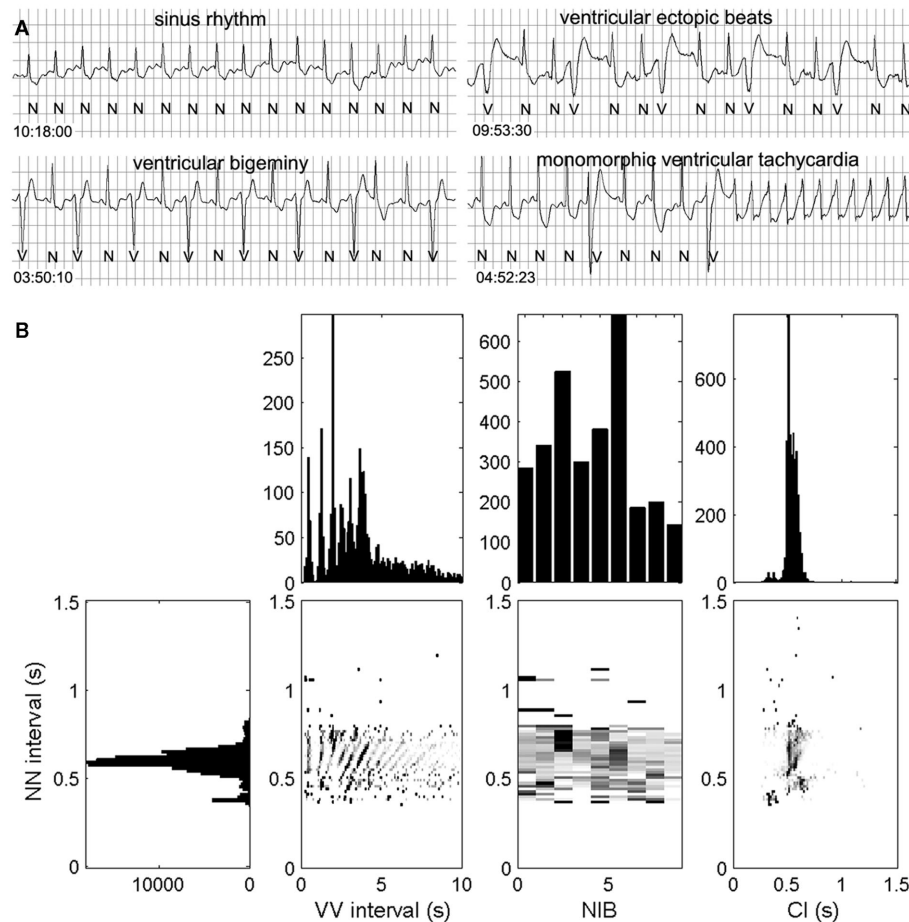 A
sinus rhythm
N N N N N N N N N N N N N N N N
10:18:00
ventricular ectopic beats
V N N V N N V N N V N N V N N
09:53:30
ventricular bigeminy
V N V N V N V N V N V N V N N V
03:50:10
monomorphic ventricular tachycardia
N N N N V N N N V
04:52:23
B
250
200
150
100
50
0
600
500
400
300
200
100
0
600
400
200
0
NN interval (s)
1.5
1
0.5
0
10000 0
1.5
1
0.5
0
0 5 10
VV interval (s)
1.5
1
0.5
0
5
NIB
1.5
1
0.5
0
0 0.5 1 1.5
CI (s)